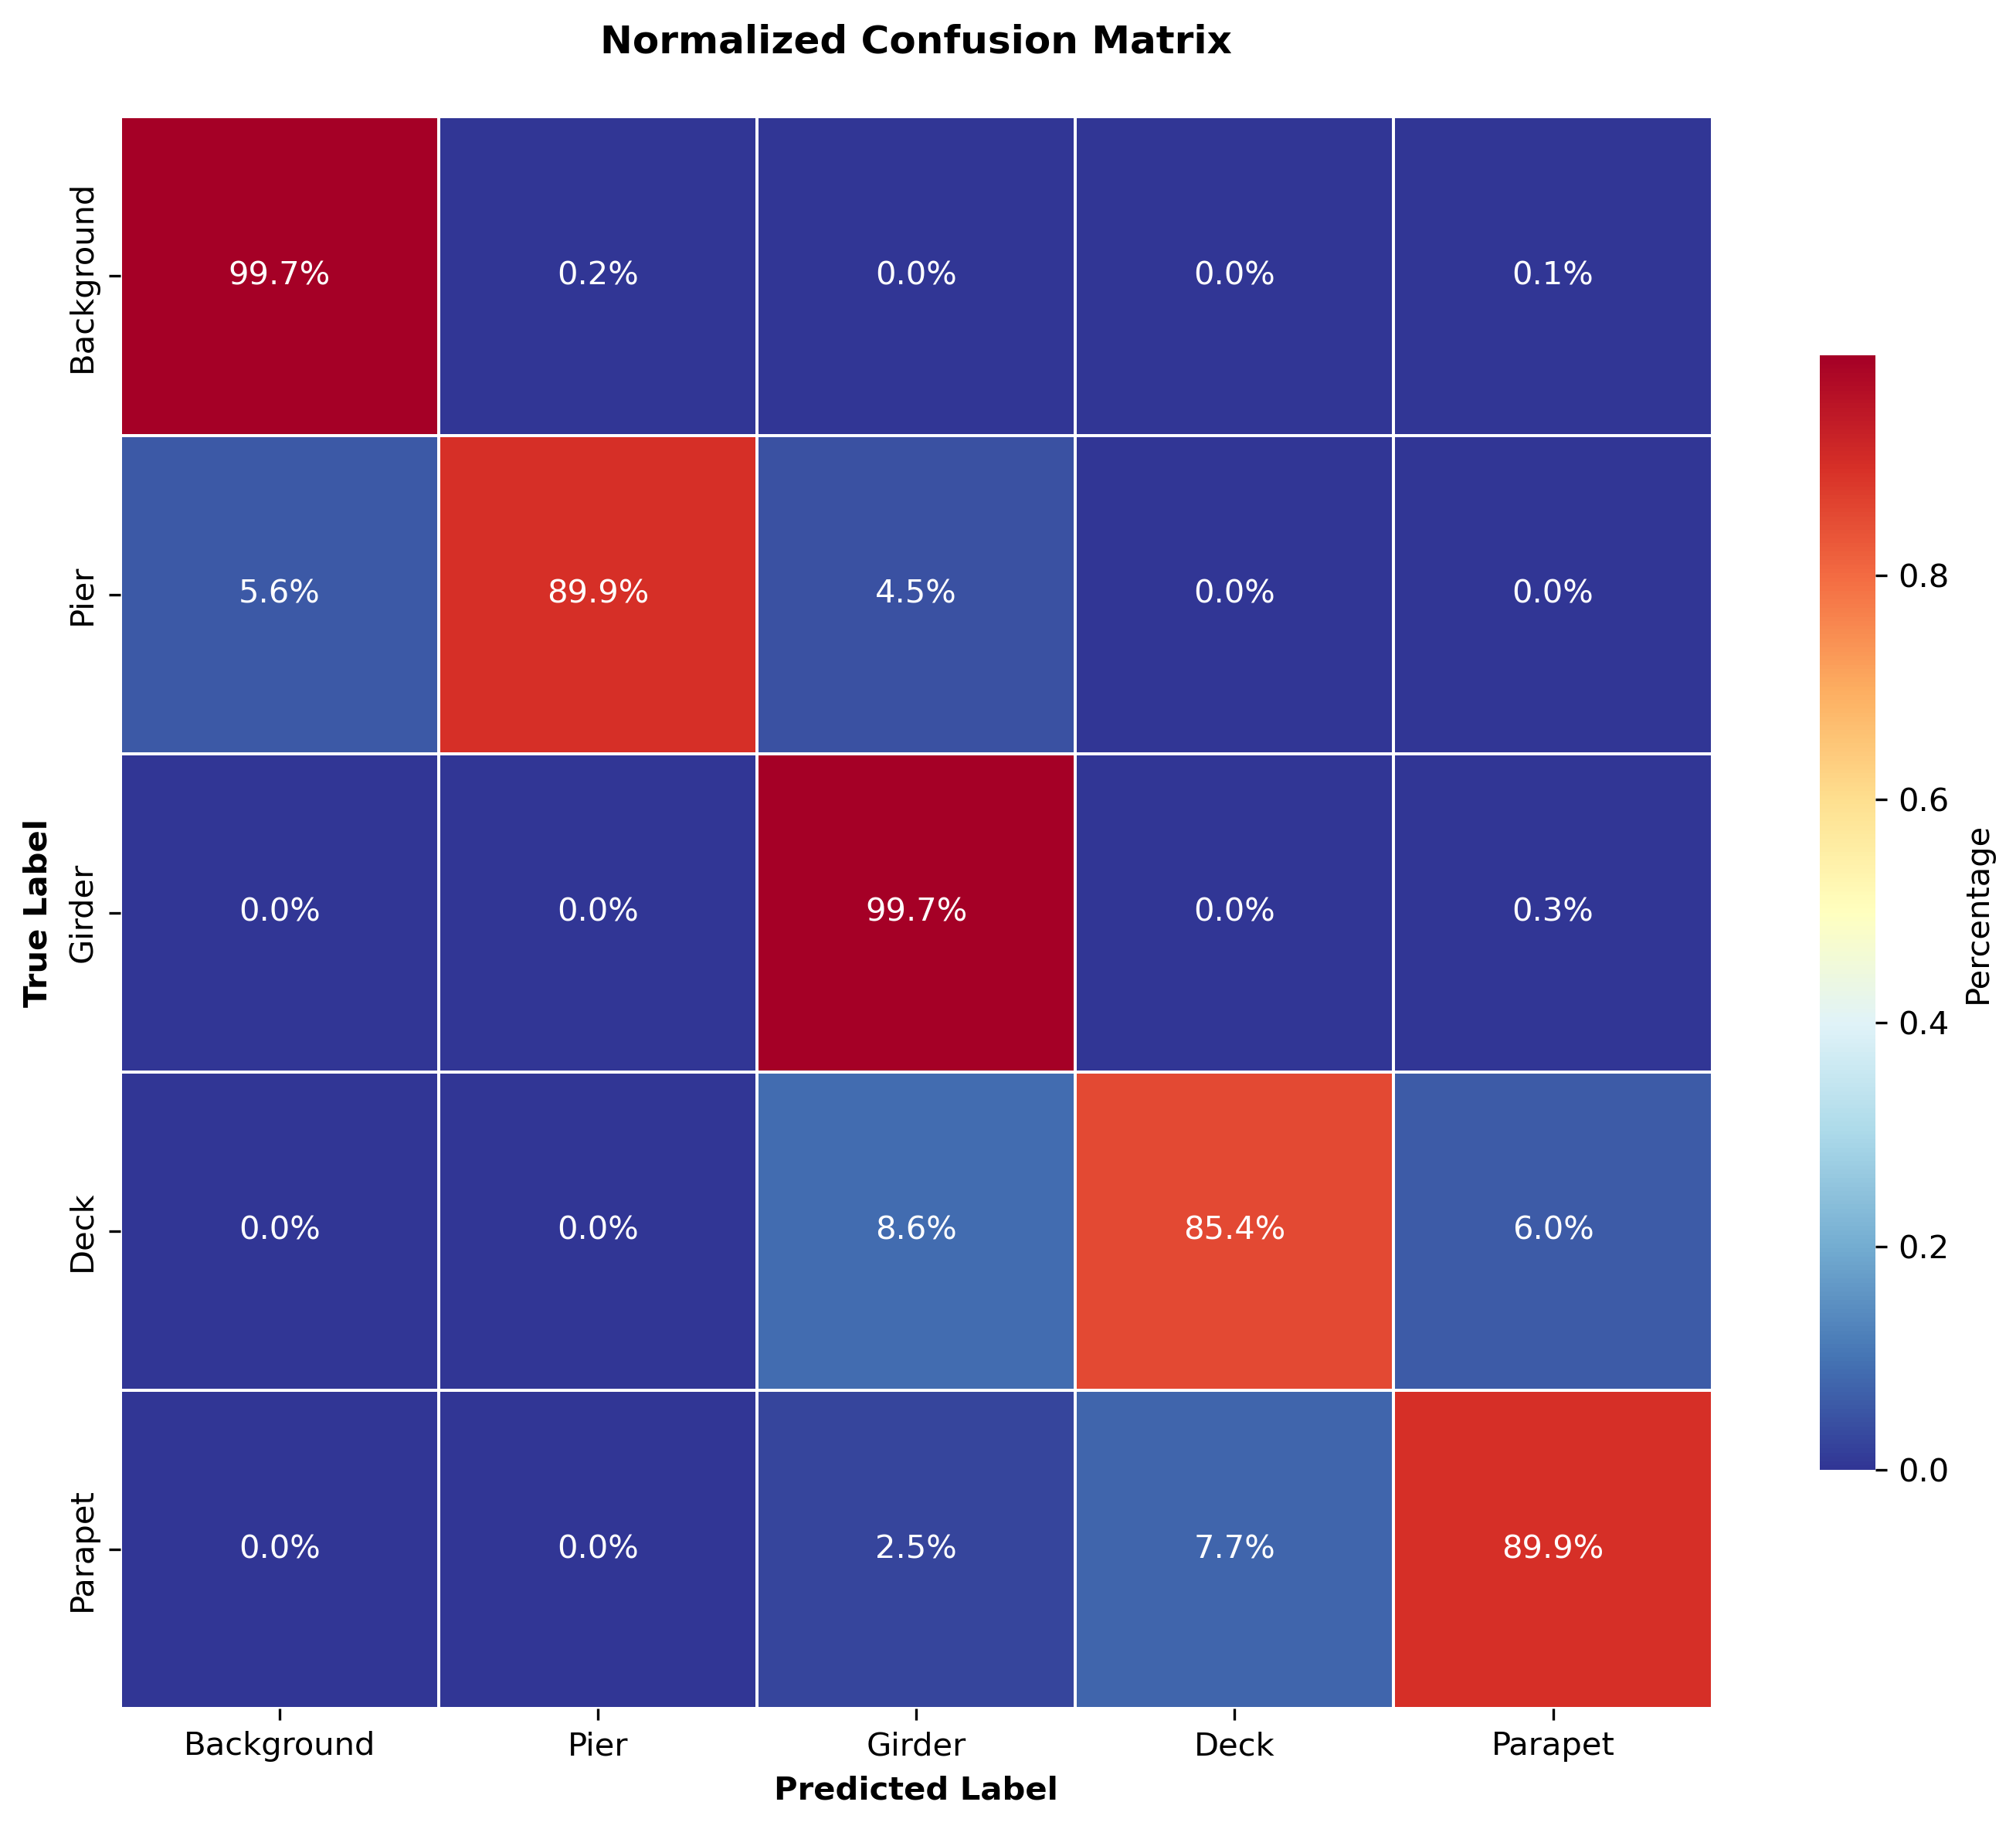 Normalized Confusion Matrix
True Label
Background
99.7%
0.2%
0.0%
0.0%
0.1%
Pier
5.6%
89.9%
4.5%
0.0%
0.0%
Girder
0.0%
0.0%
99.7%
0.0%
0.3%
Deck
0.0%
0.0%
8.6%
85.4%
6.0%
Parapet
0.0%
0.0%
2.5%
7.7%
89.9%
Background
Pier
Girder
Deck
Parapet
Predicted Label
0.8
0.6
0.4
0.2
0.0
Percentage